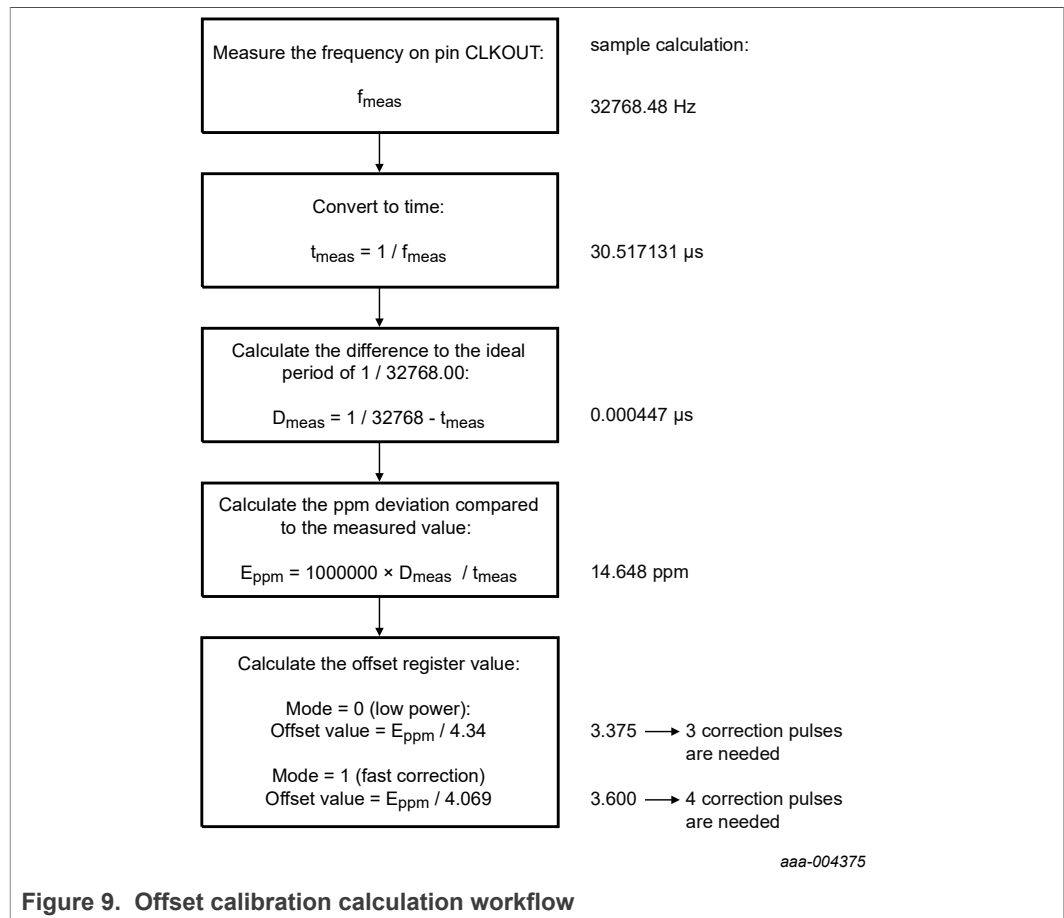 Measure the frequency on pin CLKOUT:
fmeas
sample calculation:
32768.48 Hz
Convert to time:
tmeas = 1 / fmeas
30.517131 µs
Calculate the difference to the ideal
period of 1 / 32768.00:
Dmeas = 1 / 32768 - tmeas
0.000447 µs
Calculate the ppm deviation compared
to the measured value:
Eppm = 1000000 × Dmeas / tmeas
14.648 ppm
Calculate the offset register value:
Mode = 0 (low power):
Offset value = Eppm / 4.34
3.375 → 3 correction pulses
are needed
Mode = 1 (fast correction)
Offset value = Eppm / 4.069
3.600 → 4 correction pulses
are needed
aaa-004375
Figure 9. Offset calibration calculation workflow